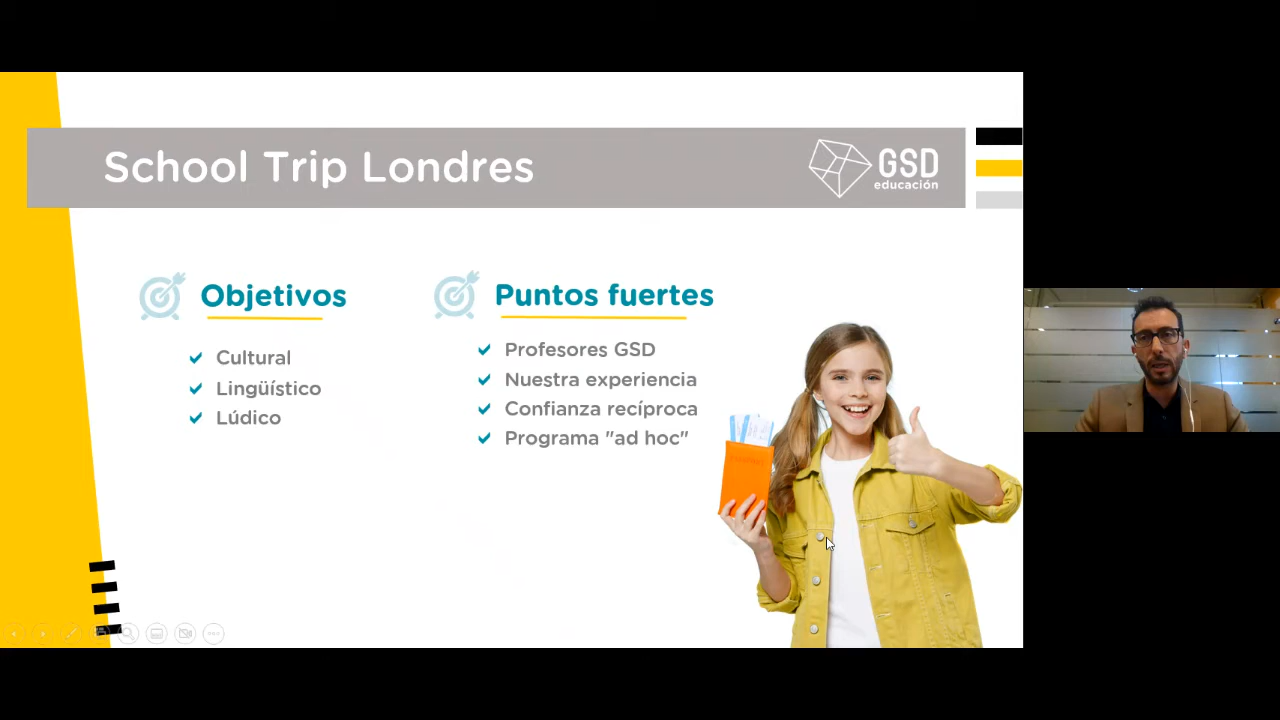 School Trip Londres
GSD
educación
Objetivos
Cultural
Lingüístico
Lúdico
Puntos fuertes
Profesores GSD
Nuestra experiencia
Confianza recíproca
Programa "ad hoc"